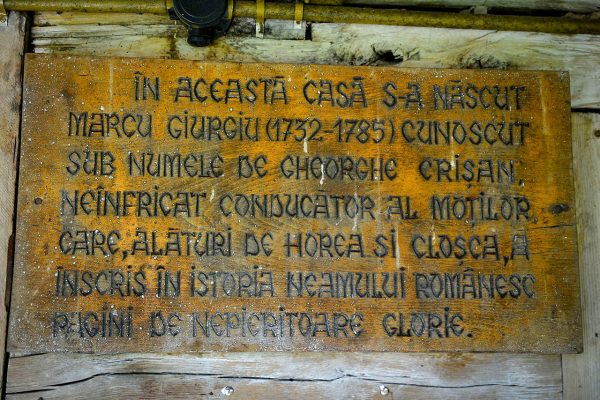 ÎN ACEASTĂ CASĂ S-A NĂSCUT
MARCU GIURGIU (1732-1785) CUNOSCUT
SUB NUMELE DE GHEORGHE CRIȘAN,
NEÎNFRICAT CONDUCATOR AL MOȚILOR,
CARE, ALĂTURI DE HOREA ȘI CLOȘCA, A
ÎNSCRIS ÎN ISTORIA NEAMULUI ROMÂNESC
PAGINI DE NEPIERITOARE GLORIE.